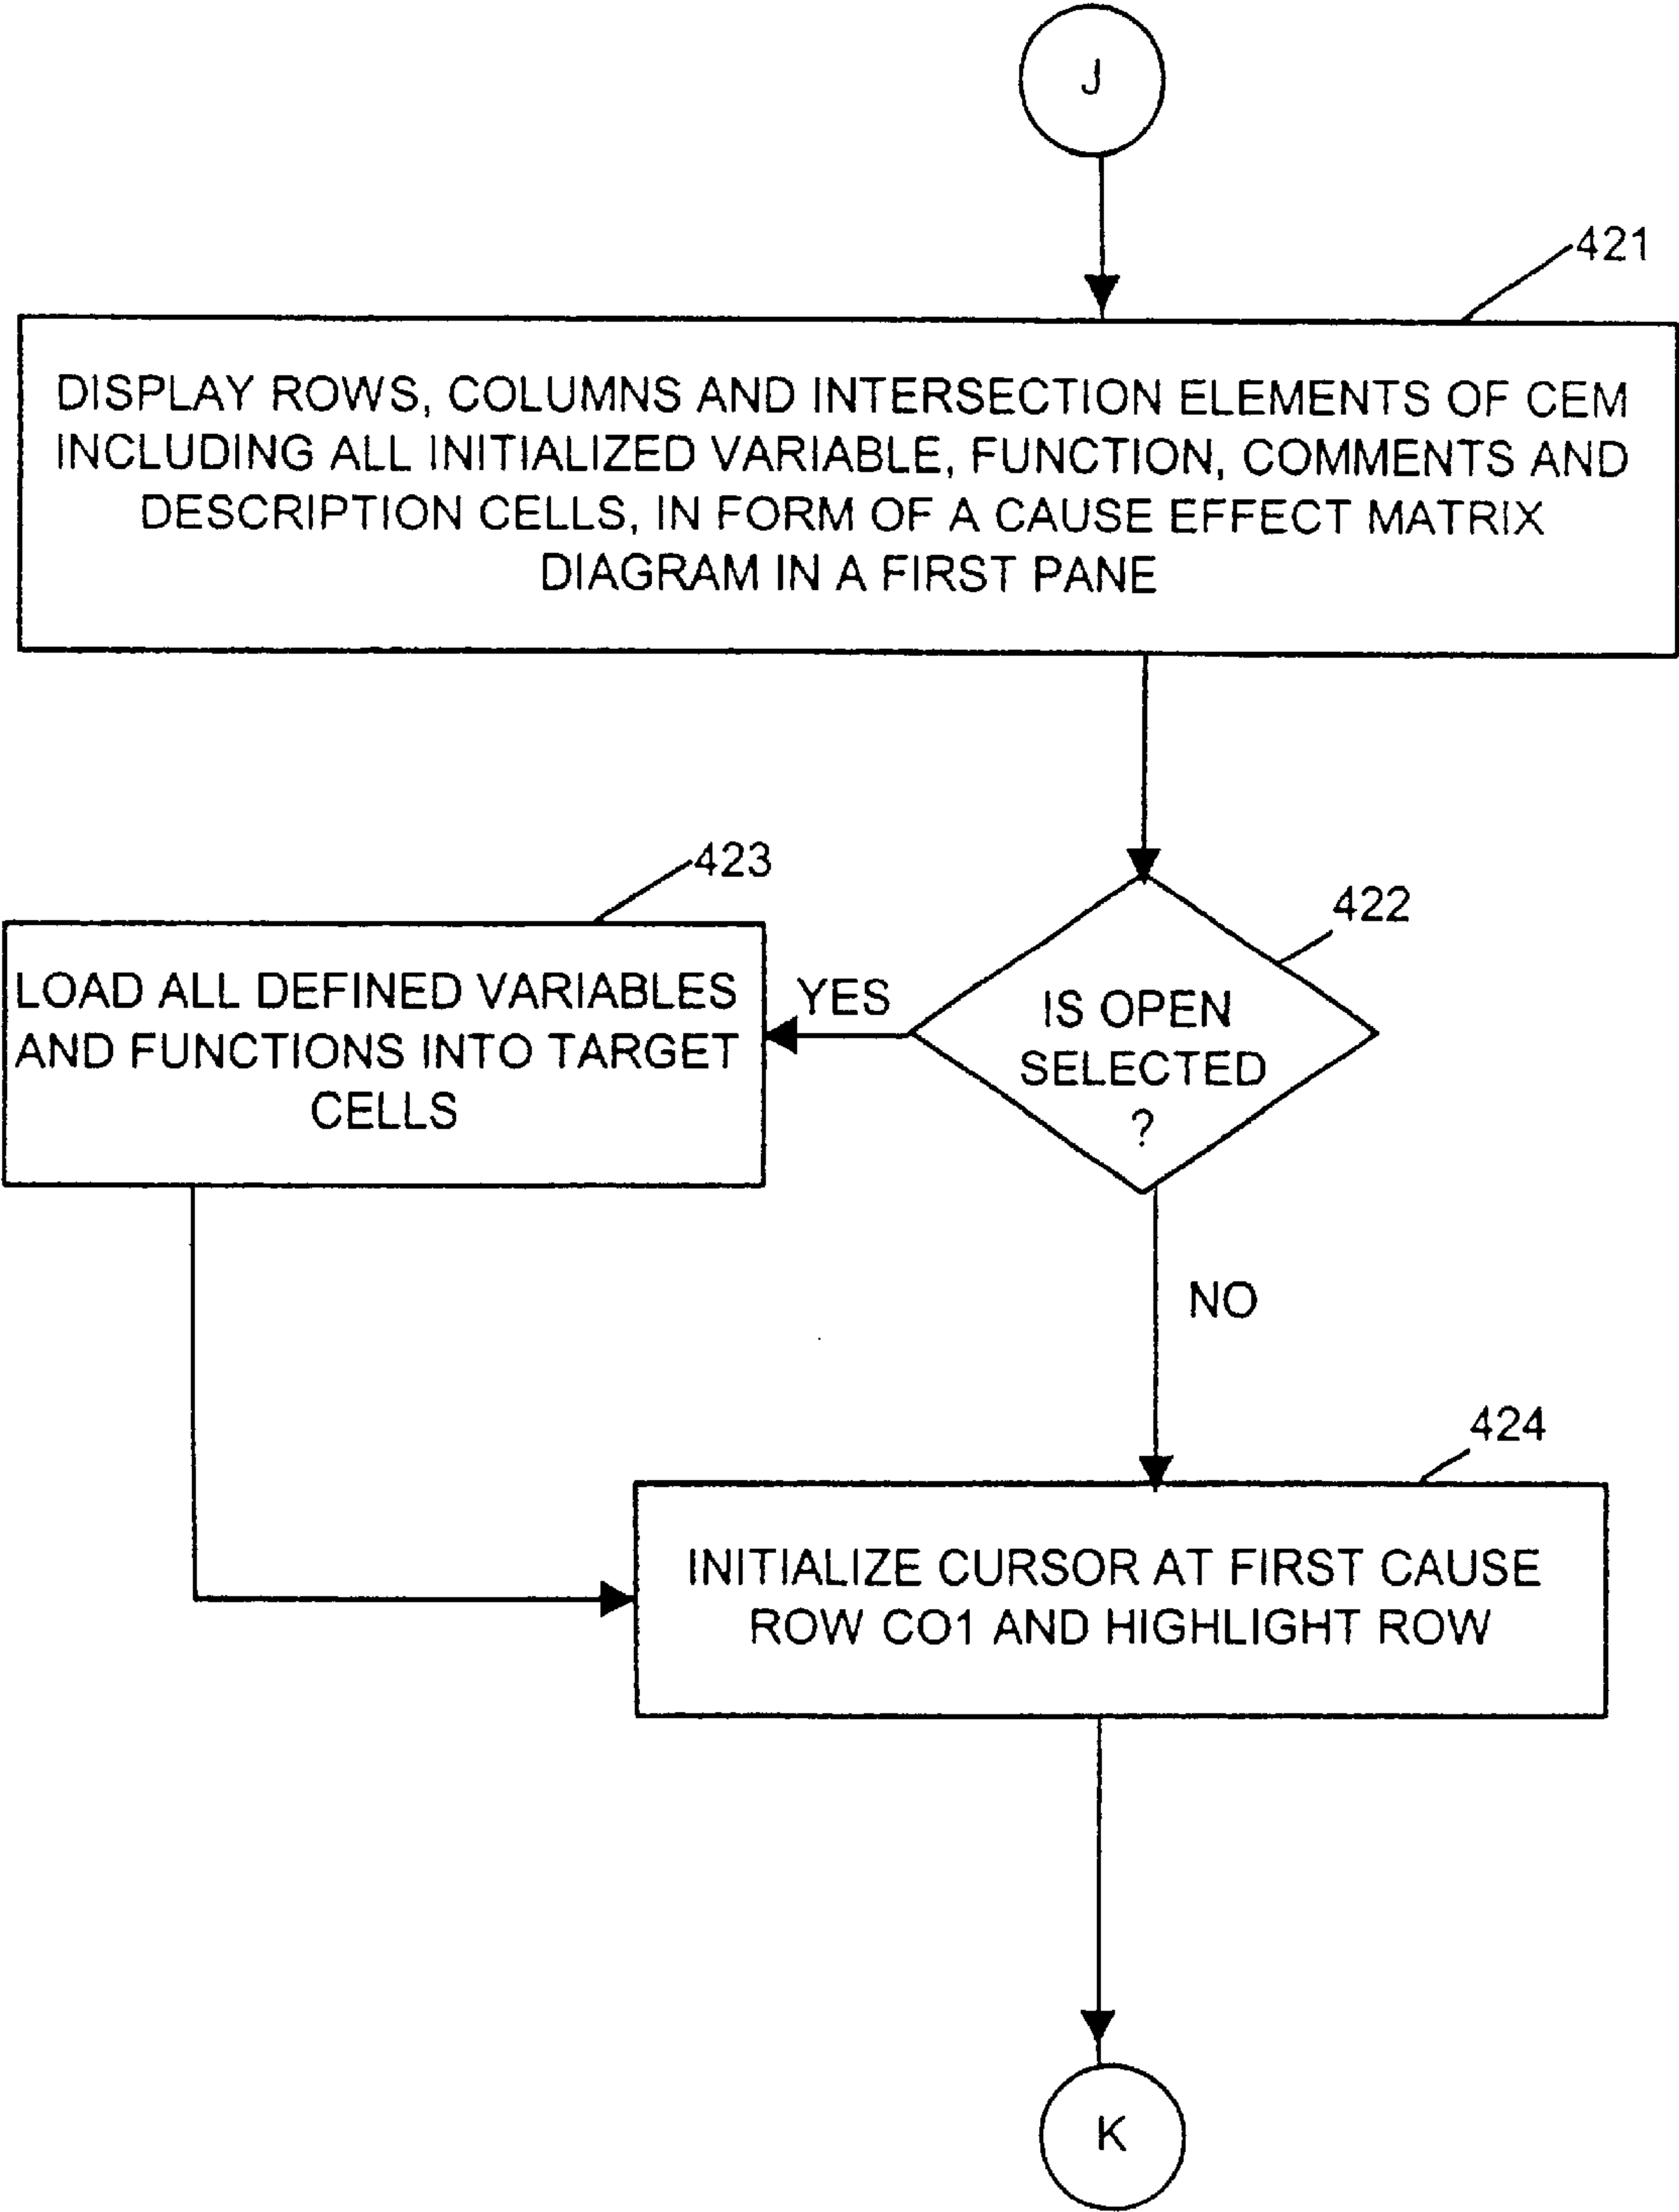 J
421
DISPLAY ROWS, COLUMNS AND INTERSECTION ELEMENTS OF CEM
INCLUDING ALL INITIALIZED VARIABLE, FUNCTION, COMMENTS AND
DESCRIPTION CELLS, IN FORM OF A CAUSE EFFECT MATRIX
DIAGRAM IN A FIRST PANE
423
422
LOAD ALL DEFINED VARIABLES
AND FUNCTIONS INTO TARGET
CELLS
YES
IS OPEN
SELECTED
?
NO
424
INITIALIZE CURSOR AT FIRST CAUSE
ROW CO1 AND HIGHLIGHT ROW
K